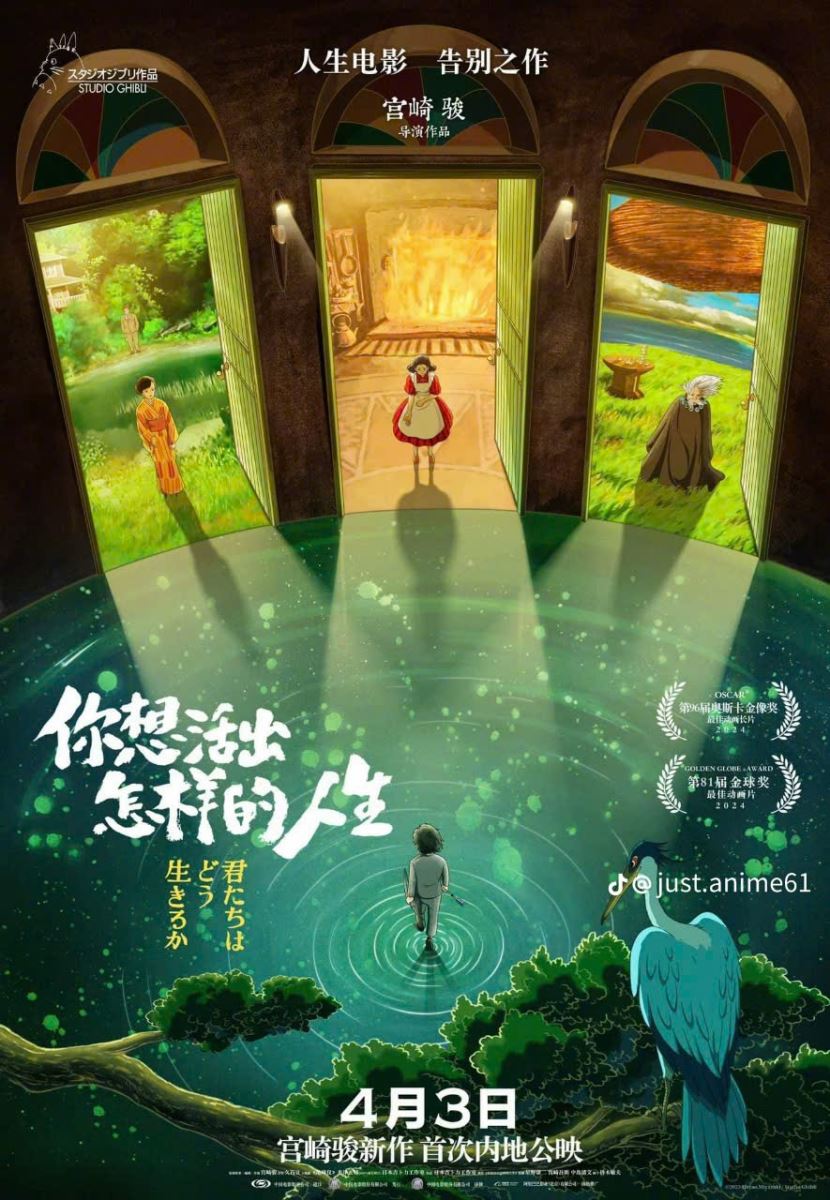 スタジオジブリ作品
STUDIO GHIBLI
人生电影 告别之作
宫崎 骏
导演作品
你想活出
怎样的人生
君たちは
どう
生きるか
OSCAR
第96届奥斯卡金像奖
最佳动画长片
2024
GOLDEN GLOBE AWARD
第81届金球奖
最佳动画片
2024
@just.anime61
4月3日
宫崎骏新作 首次内地公映